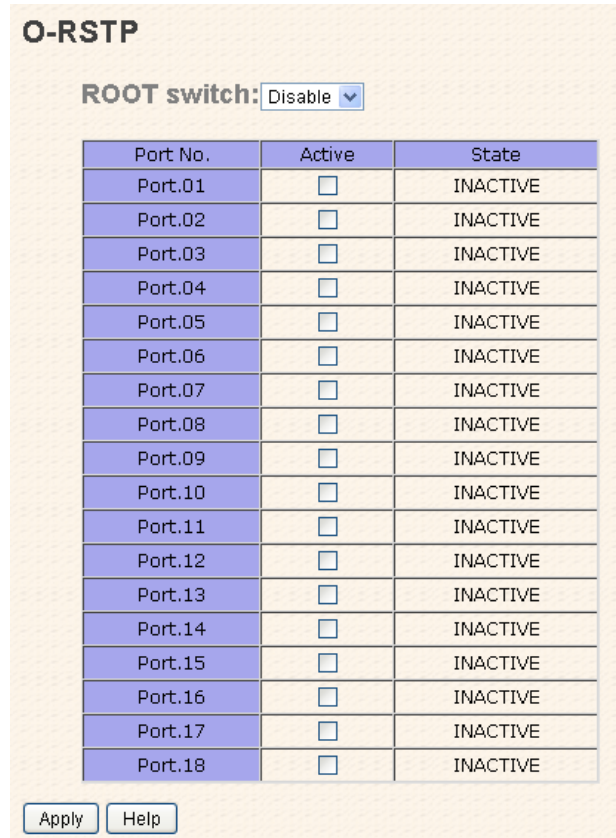 O-RSTP
ROOT switch: Disable
Port No. Active State
Port.01 INACTIVE
Port.02 INACTIVE
Port.03 INACTIVE
Port.04 INACTIVE
Port.05 INACTIVE
Port.06 INACTIVE
Port.07 INACTIVE
Port.08 INACTIVE
Port.09 INACTIVE
Port.10 INACTIVE
Port.11 INACTIVE
Port.12 INACTIVE
Port.13 INACTIVE
Port.14 INACTIVE
Port.15 INACTIVE
Port.16 INACTIVE
Port.17 INACTIVE
Port.18 INACTIVE
Apply Help